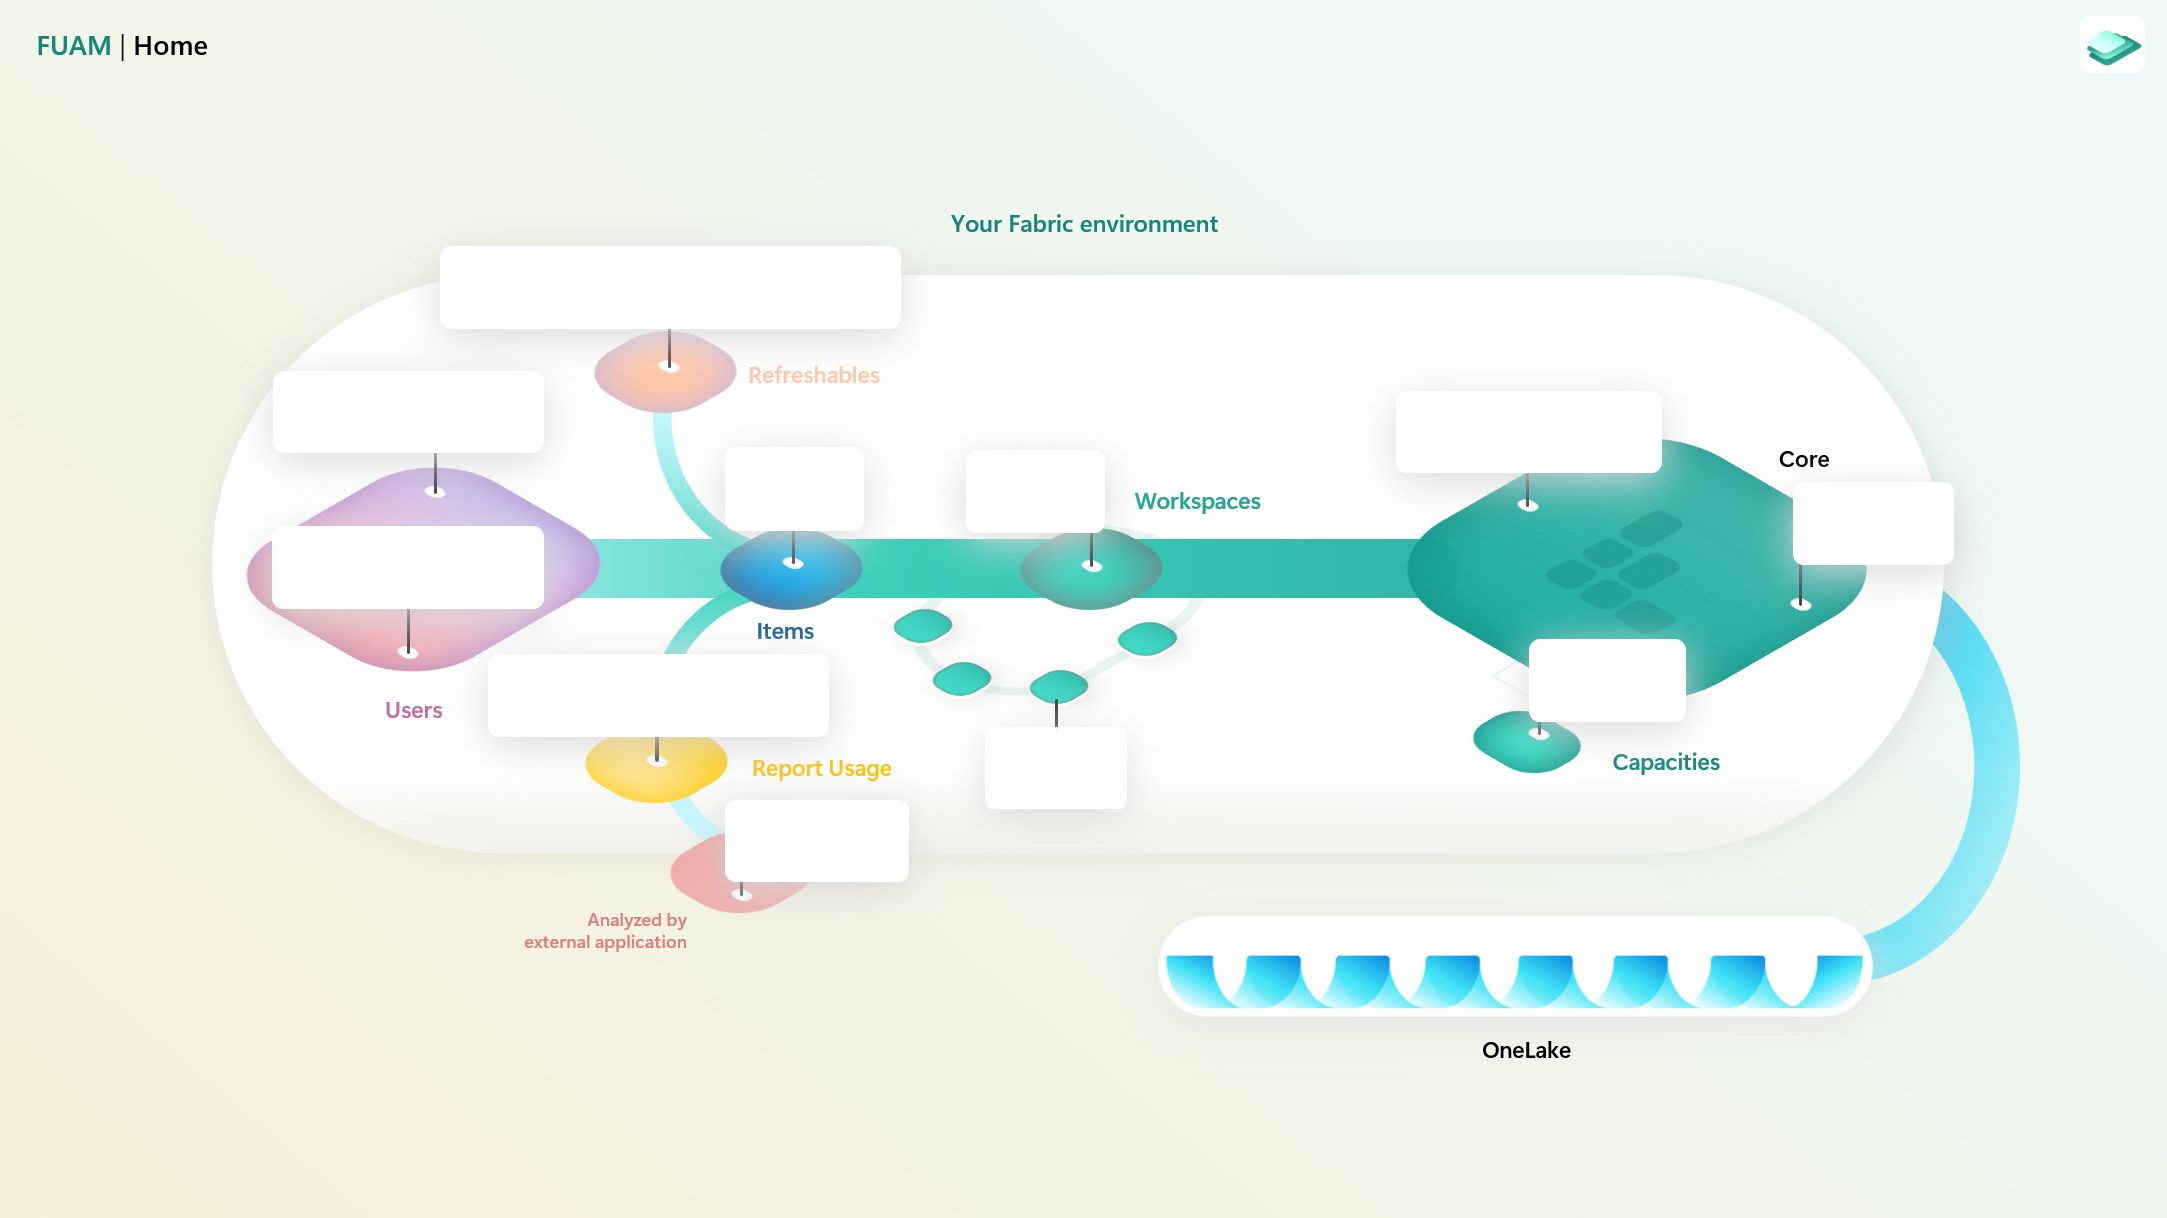 FUAM | Home
Your Fabric environment
Refreshables
Core
Workspaces
Items
Users
Report Usage
Capacities
Analyzed by
external application
OneLake